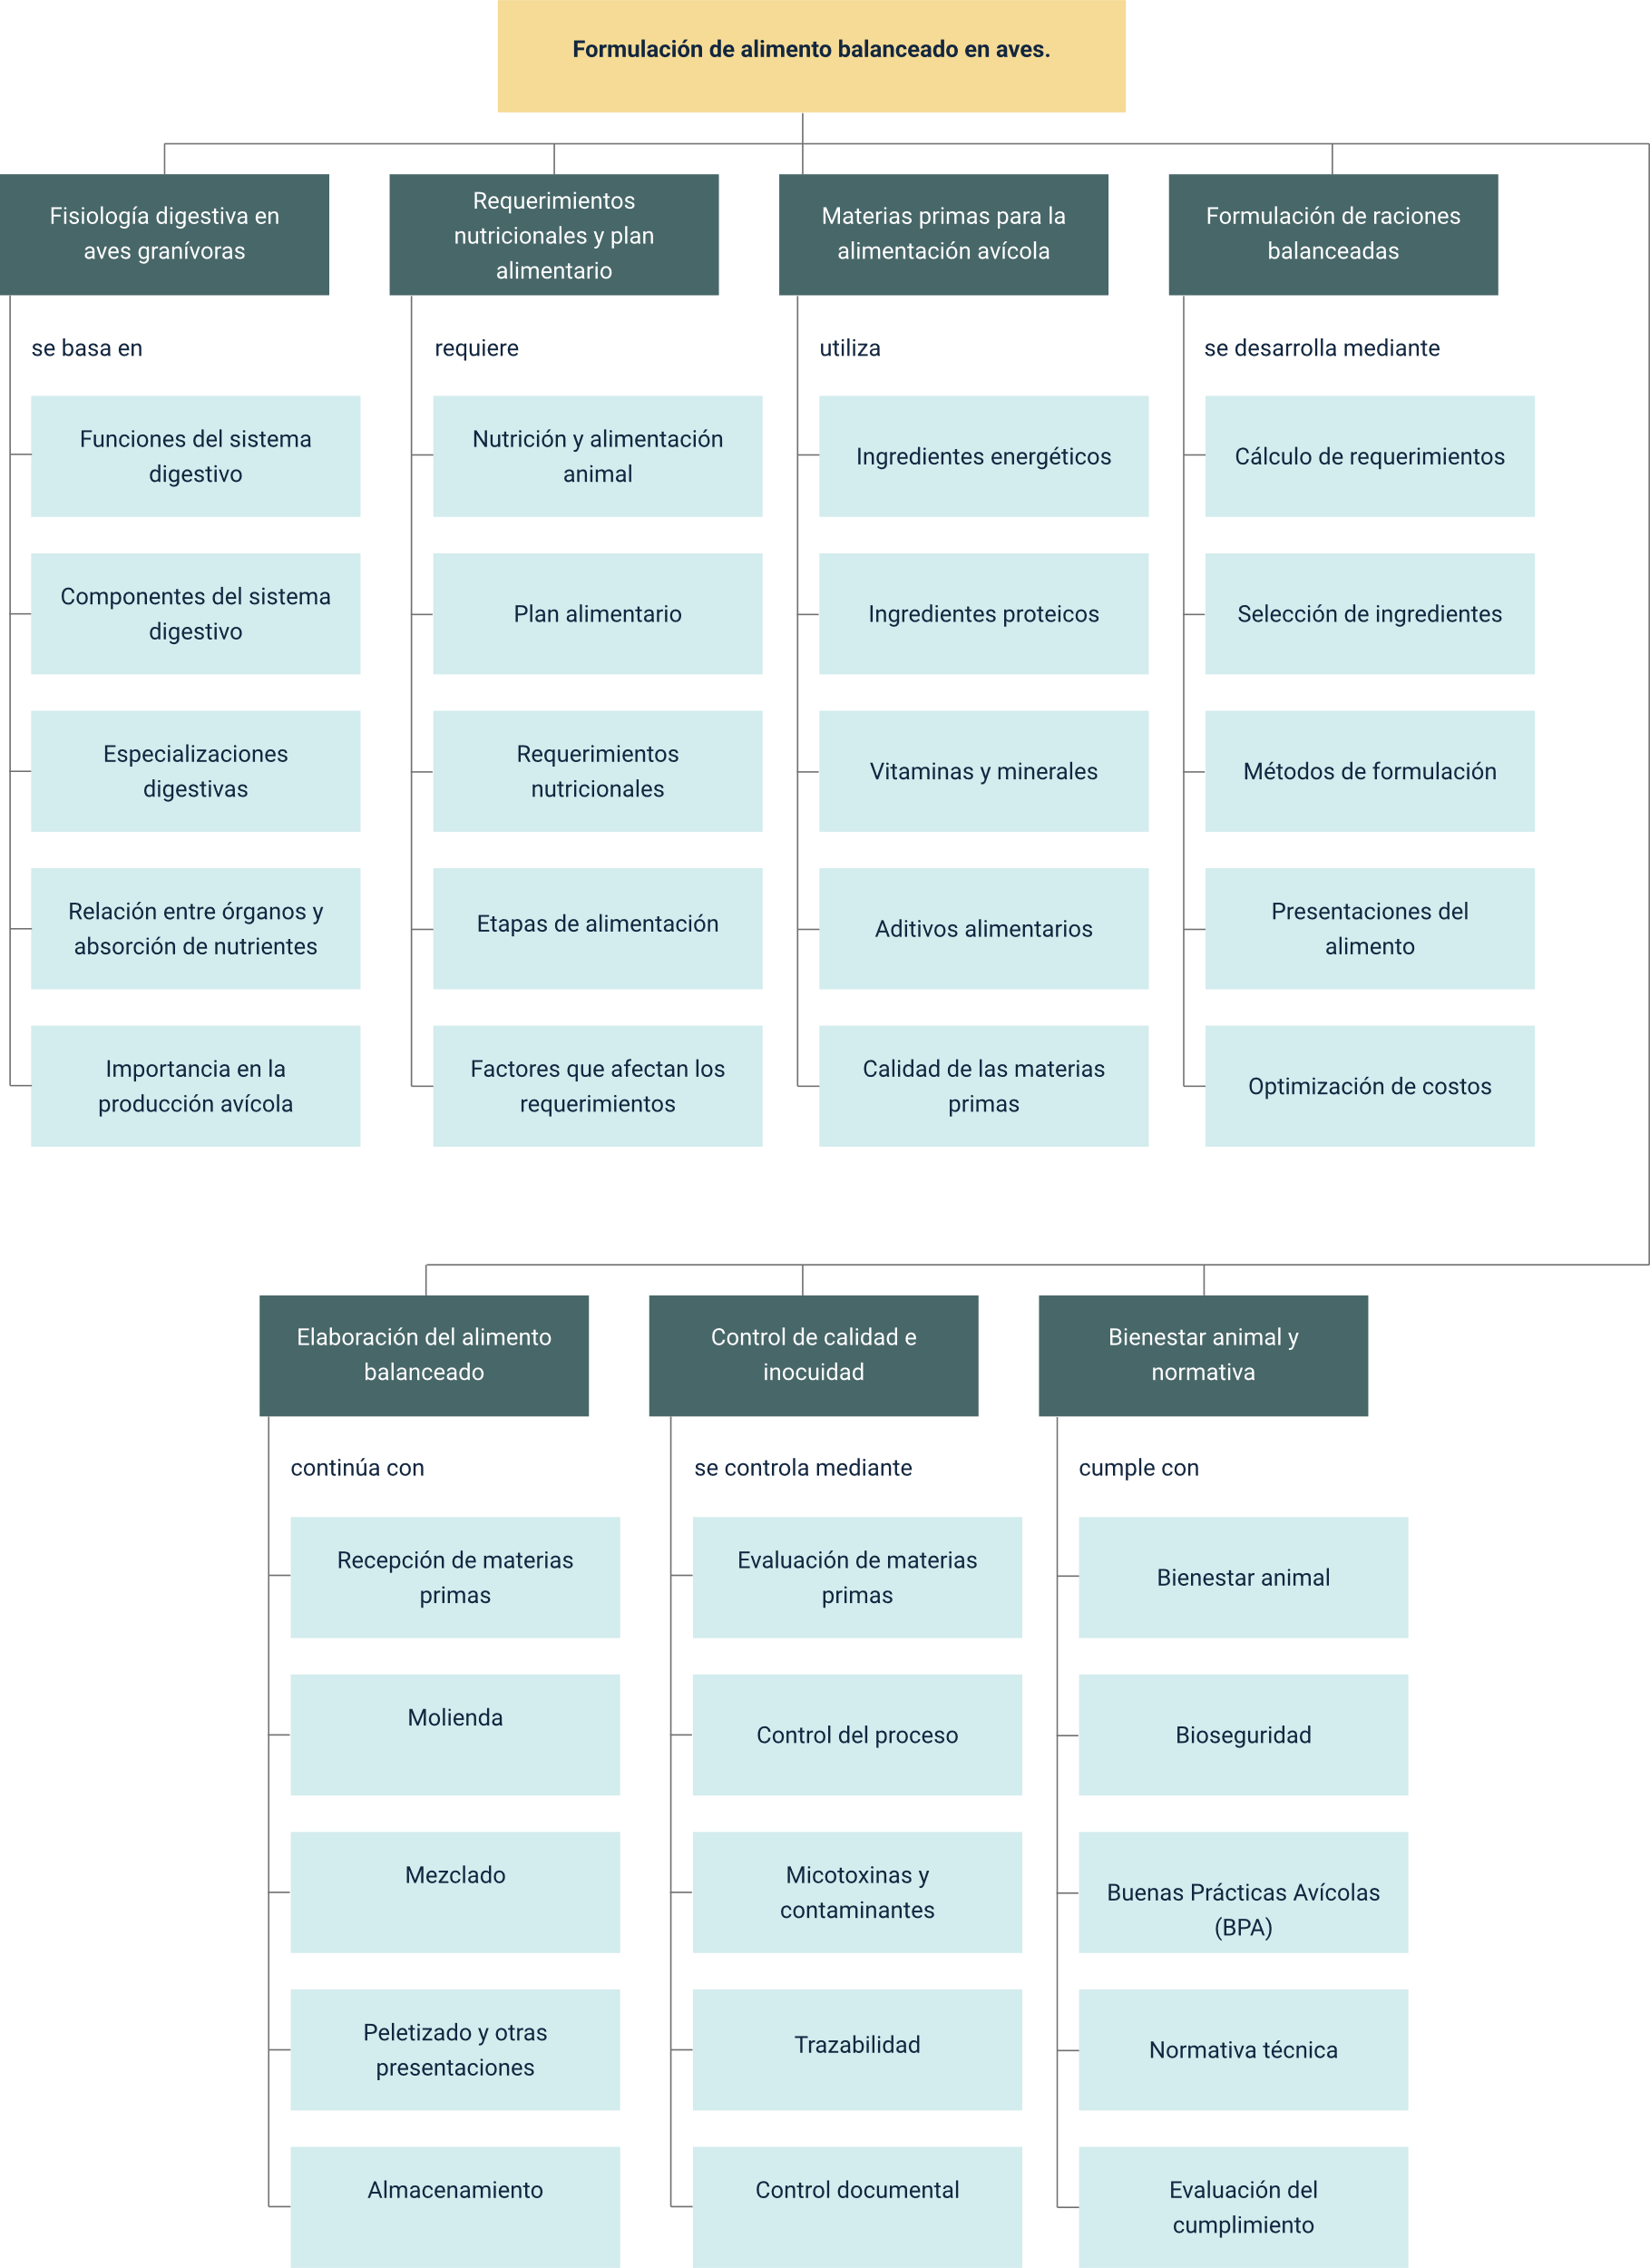 Formulación de alimento balanceado en aves.
Fisiología digestiva en
aves granívoras
se basa en
Funciones del sistema
digestivo
Componentes del sistema
digestivo
Especializaciones
digestivas
Relación entre órganos y
absorción de nutrientes
Importancia en la
producción avícola
Requerimientos
nutricionales y plan
alimentario
requiere
Nutrición y alimentación
animal
Plan alimentario
Requerimientos
nutricionales
Etapas de alimentación
Factores que afectan los
requerimientos
Materias primas para la
alimentación avícola
utiliza
Ingredientes energéticos
Ingredientes proteicos
Vitaminas y minerales
Aditivos alimentarios
Calidad de las materias
primas
Formulación de raciones
balanceadas
se desarrolla mediante
Cálculo de requerimientos
Selección de ingredientes
Métodos de formulación
Presentaciones del
alimento
Optimización de costos
Elaboración del alimento
balanceado
continúa con
Recepción de materias
primas
Molienda
Mezclado
Peletizado y otras
presentaciones
Almacenamiento
Control de calidad e
inocuidad
se controla mediante
Evaluación de materias
primas
Control del proceso
Micotoxinas y
contaminantes
Trazabilidad
Control documental
Bienestar animal y
normativa
cumple con
Bienestar animal
Bioseguridad
Buenas Prácticas Avícolas
(BPA)
Normativa técnica
Evaluación del
cumplimiento